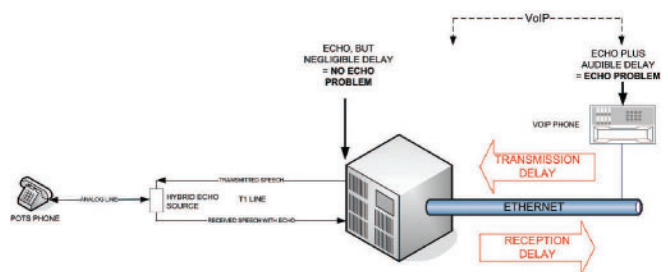 VoIP
ECHO, BUT
NEGLIGIBLE DELAY
= NO ECHO
PROBLEM
ECHO PLUS
AUDIBLE DELAY
= ECHO PROBLEM
VOIP PHONE
TRANSMISSION
DELAY
TRANSMITTED SPEECH
POTS PHONE
ANALOG LINE
HYBRID ECHO
SOURCE
T1 LINE
ETHERNET
RECEIVED SPEECH WITH ECHO
RECEPTION
DELAY